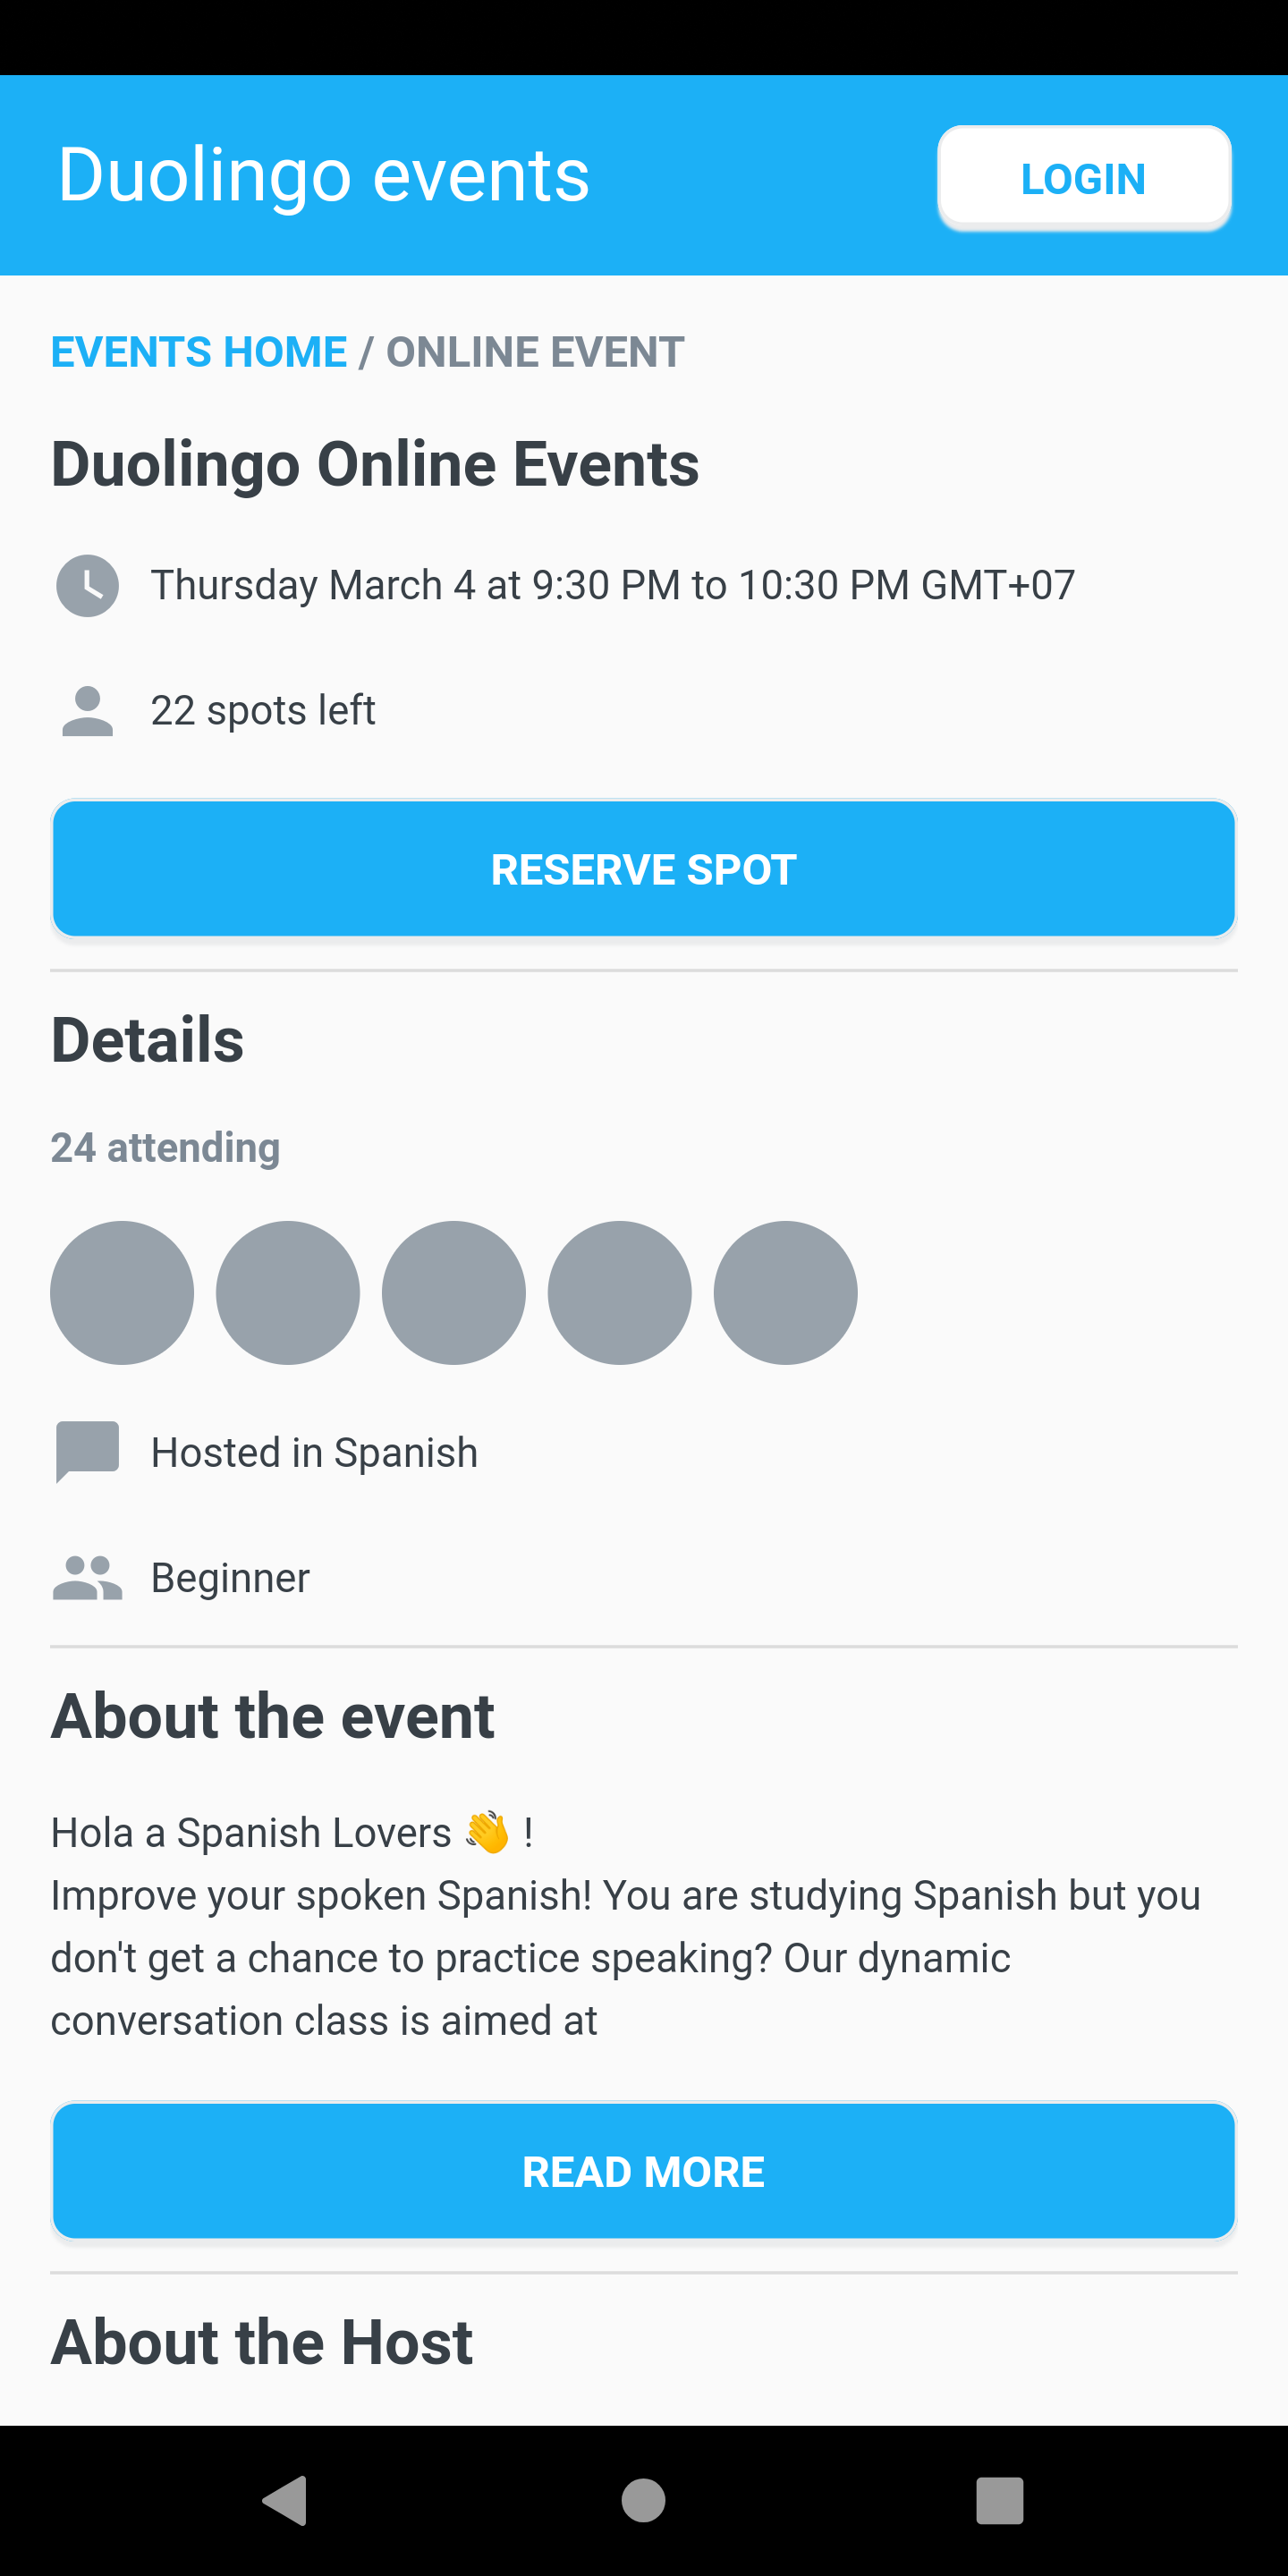 Duolingo events
LOGIN
EVENTS HOME / ONLINE EVENT
Duolingo Online Events
Thursday March 4 at 9:30 PM to 10:30 PM GMT+07
22 spots left
RESERVE SPOT
Details
24 attending
Hosted in Spanish
Beginner
About the event
Hola a Spanish Lovers 👋 !
Improve your spoken Spanish! You are studying Spanish but you
don't get a chance to practice speaking? Our dynamic
conversation class is aimed at
READ MORE
About the Host